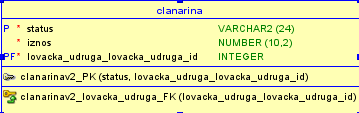 clanarina
P * status VARCHAR2 (24)
* iznos NUMBER (10,2)
PF* lovacka_udruga_lovacka_udruga_id INTEGER
clanarinav2_PK (status, lovacka_udruga_lovacka_udruga_id)
clanarinav2_lovacka_udruga_FK (lovacka_udruga_lovacka_udruga_id)